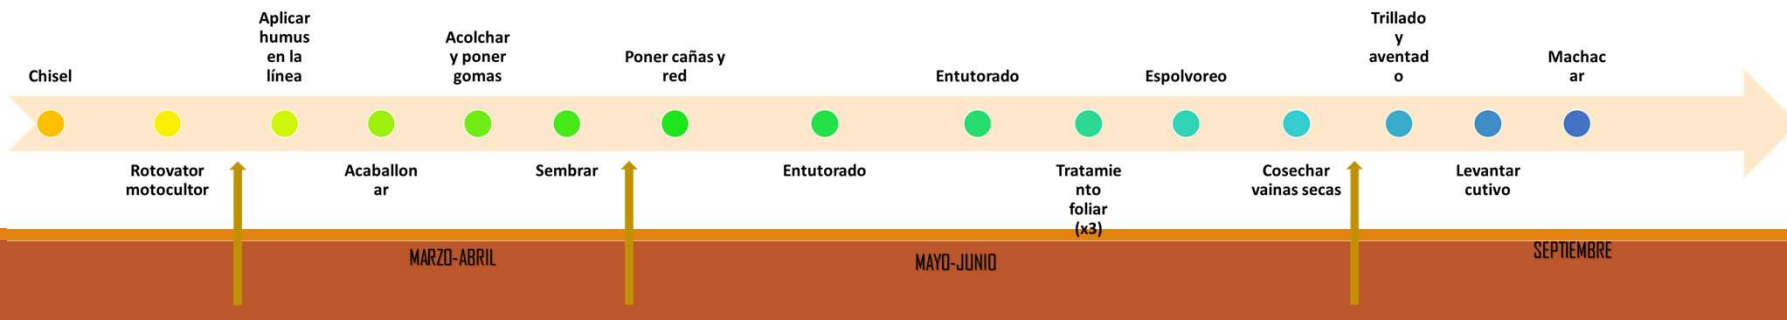 Chisel
Rotovator
motocultor
Aplicar
humus
en la
línea
Acaballon
ar
Acolchar
y poner
gomas
Sembrar
Poner cañas y
red
Entutorado
Entutorado
Tratamie
nto
foliar
(x3)
Espolvoreo
Cosechar
vainas secas
Trillado
y
aventad
o
Levantar
cutivo
Machac
ar
MARZO-ABRIL
MAYO-JUNIO
SEPTIEMBRE